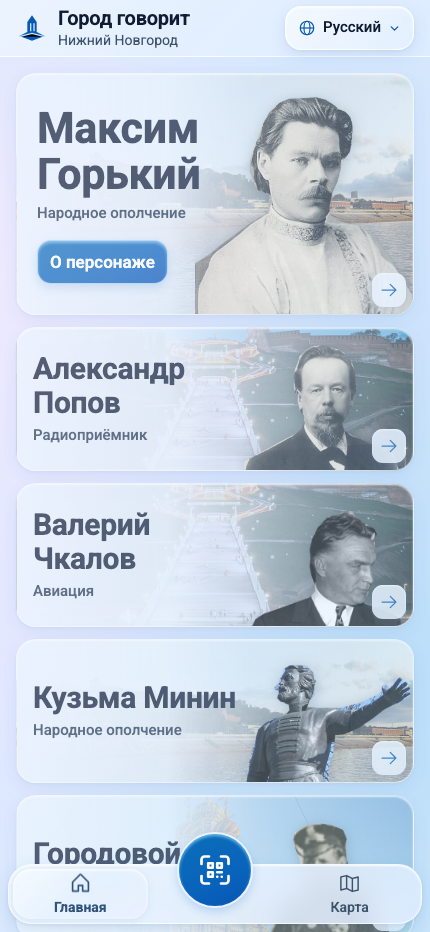 Город говорит
Нижний Новгород
Русский
Максим
Горький
Народное ополчение
О персонаже
Александр
Попов
Радиоприёмник
Валерий
Чкалов
Авиация
Кузьма Минин
Народное ополчение
Городовой
Главная
Карта